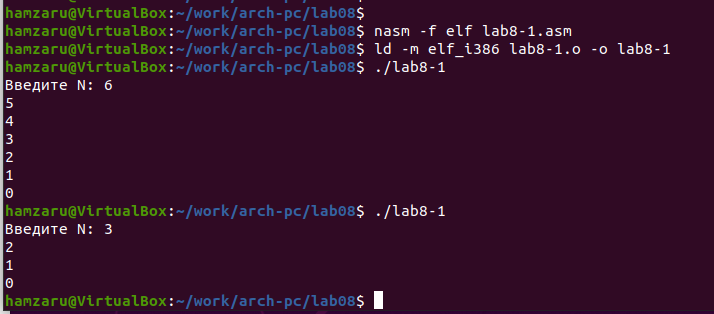 hamzaru@VirtualBox:~/work/arch-pc/lab08$
hamzaru@VirtualBox:~/work/arch-pc/lab08$ nasm -f elf lab8-1.asm
hamzaru@VirtualBox:~/work/arch-pc/lab08$ ld -m elf_i386 lab8-1.o -o lab8-1
hamzaru@VirtualBox:~/work/arch-pc/lab08$ ./lab8-1
Введите N: 6
5
4
3
2
1
0
hamzaru@VirtualBox:~/work/arch-pc/lab08$ ./lab8-1
Введите N: 3
2
1
0
hamzaru@VirtualBox:~/work/arch-pc/lab08$